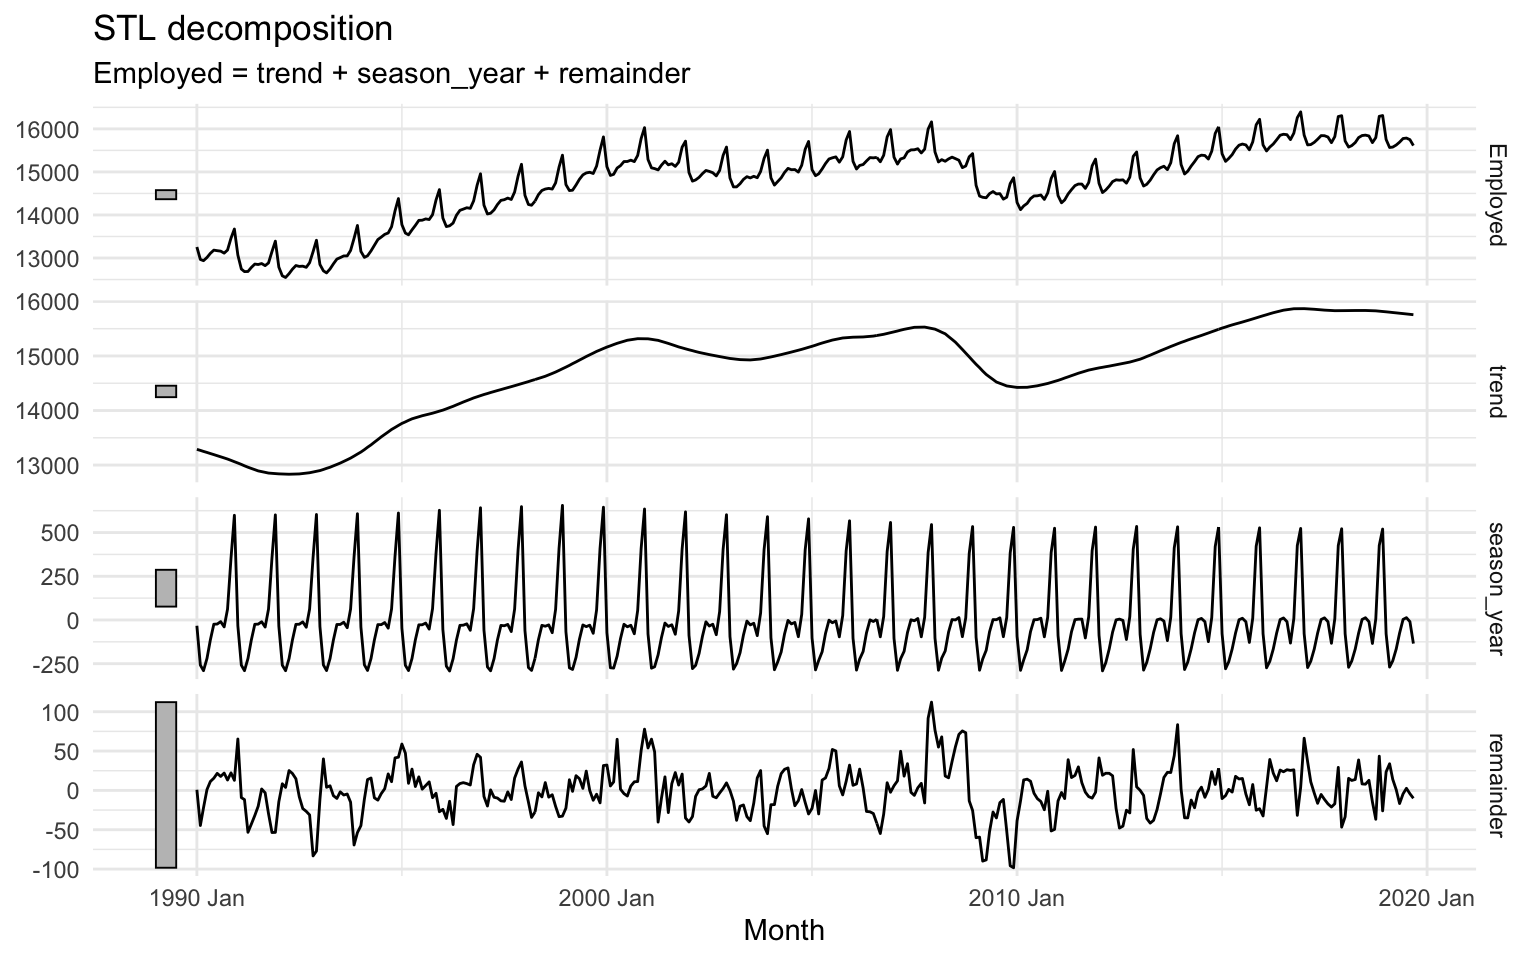 STL decomposition
Employed = trend + season_year + remainder
16000
15000
14000
13000
Employed
16000
15000
14000
13000
trend
500
250
0
-250
season_year
100
50
0
-50
-100
remainder
1990 Jan
2000 Jan
2010 Jan
2020 Jan
Month